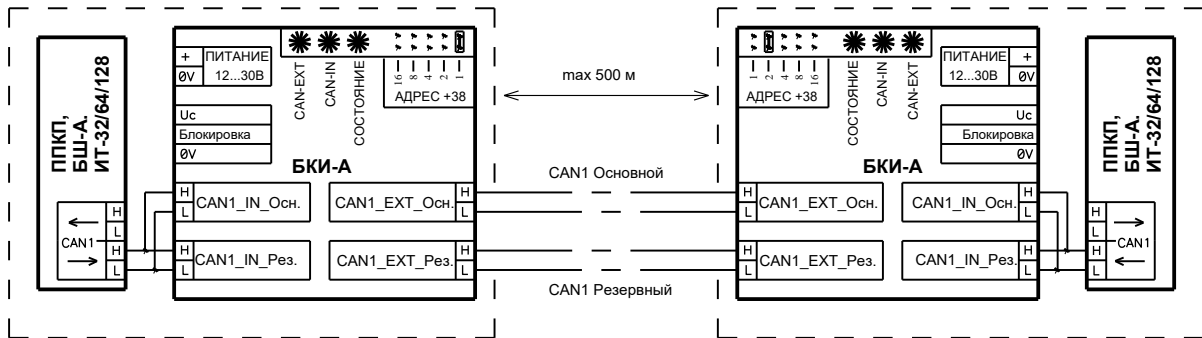 ППКП,
БШ-А.
ИТ-32/64/128
H
L
CAN1
H
L
+
ПИТАНИЕ
0V
12...30В
Uc
Блокировка
0V
CAN-EXT
CAN-IN
СОСТОЯНИЕ
16
8
4
2
1
АДРЕС +38
БКИ-А
H
CAN1_IN_Осн.
L
CAN1_EXT_Осн.
H
L
H
CAN1_IN_Рез.
L
CAN1_EXT_Рез.
H
L
max 500 м
CAN1 Основной
CAN1 Резервный
1
2
4
8
16
АДРЕС +38
СОСТОЯНИЕ
CAN-IN
CAN-EXT
ПИТАНИЕ
+
12...30В
0V
Uc
Блокировка
0V
БКИ-А
H
L
CAN1_EXT_Осн.
CAN1_IN_Осн.
H
L
H
L
CAN1_EXT_Рез.
CAN1_IN_Рез.
H
L
ППКП,
БШ-А.
ИТ-32/64/128
H
L
CAN1
H
L